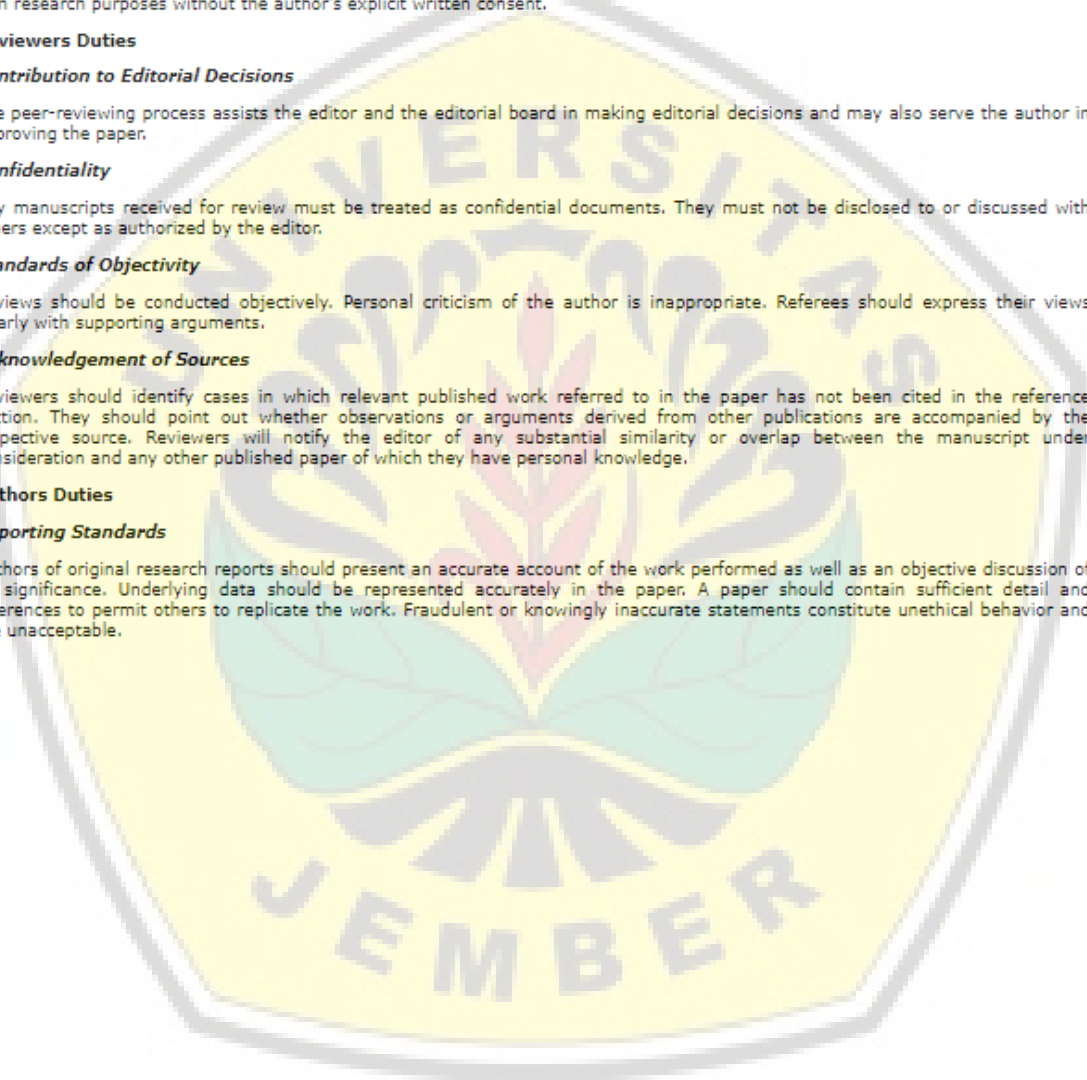 n research purposes without the author's explicit written consent.
viewers Duties
ntribution to Editorial Decisions
e peer-reviewing process assists the editor and the editorial board in making editorial decisions and may also serve the author in
proving the paper.
nfidentiality
y manuscripts received for review must be treated as confidential documents. They must not be disclosed to or discussed with
ers except as authorized by the editor.
andards of Objectivity
views should be conducted objectively. Personal criticism of the author is inappropriate. Referees should express their views
arly with supporting arguments.
knowledgement of Sources
viewers should identify cases in which relevant published work referred to in the paper has not been cited in the reference
ction. They should point out whether observations or arguments derived from other publications are accompanied by the
spective source. Reviewers will notify the editor of any substantial similarity or overlap between the manuscript under
nsideration and any other published paper of which they have personal knowledge.
thors Duties
porting Standards
thors of original research reports should present an accurate account of the work performed as well as an objective discussion of
significance. Underlying data should be represented accurately in the paper. A paper should contain sufficient detail and
erences to permit others to replicate the work. Fraudulent or knowingly inaccurate statements constitute unethical behavior and
e unacceptable.
UNIVERSITAS
JEMBER